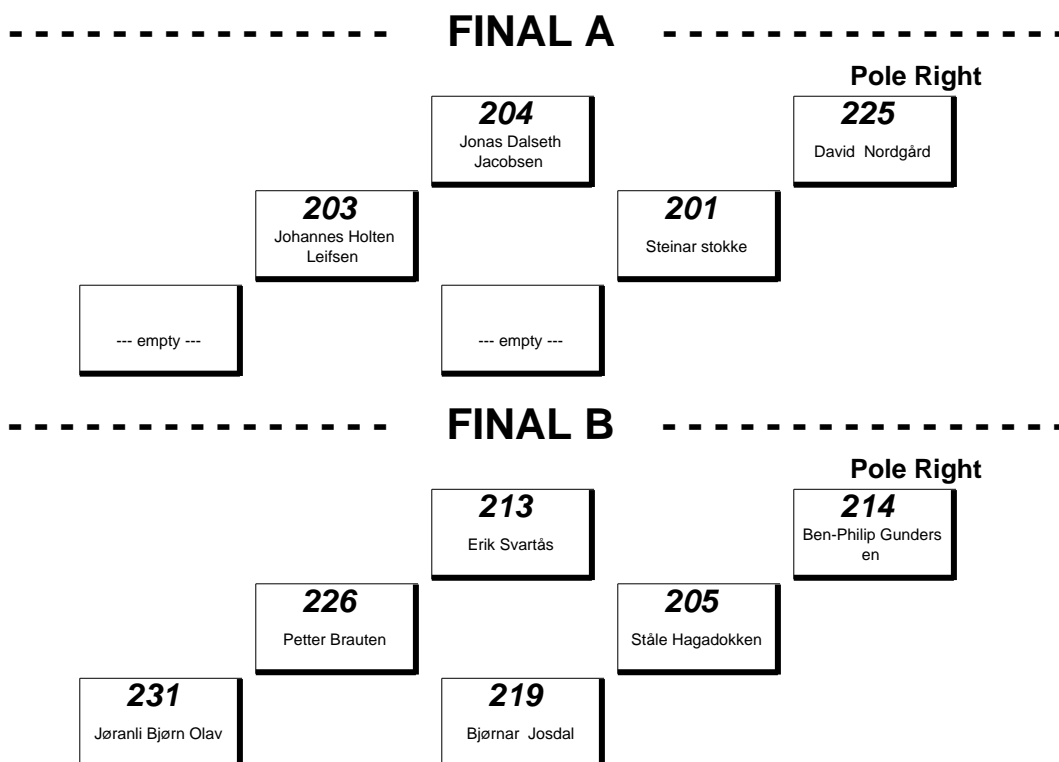 FINAL A
Pole Right
204
Jonas Dalseth
Jacobsen
225
David Nordgård
203
Johannes Holten
Leifsen
201
Steinar stokke
--- empty ---
--- empty ---
FINAL B
Pole Right
213
Erik Svartås
214
Ben-Philip Gunders
en
226
Petter Brauten
205
Ståle Hagadokken
231
Jøranli Bjørn Olav
219
Bjørnar Josdal